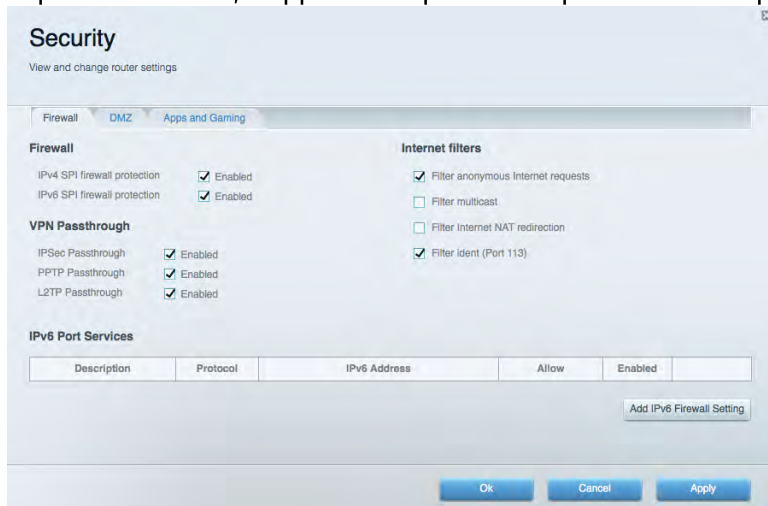 Security
View and change router settings
Firewall DMZ Apps and Gaming
Firewall
IPv4 SPI firewall protection Enabled
IPv6 SPI firewall protection Enabled
VPN Passthrough
IPSec Passthrough Enabled
PPTP Passthrough Enabled
L2TP Passthrough Enabled
Internet filters
Filter anonymous Internet requests
Filter multicast
Filter Internet NAT redirection
Filter ident (Port 113)
IPv6 Port Services
Description Protocol IPv6 Address Allow Enabled
Add IPv6 Firewall Setting
Ok Cancel Apply